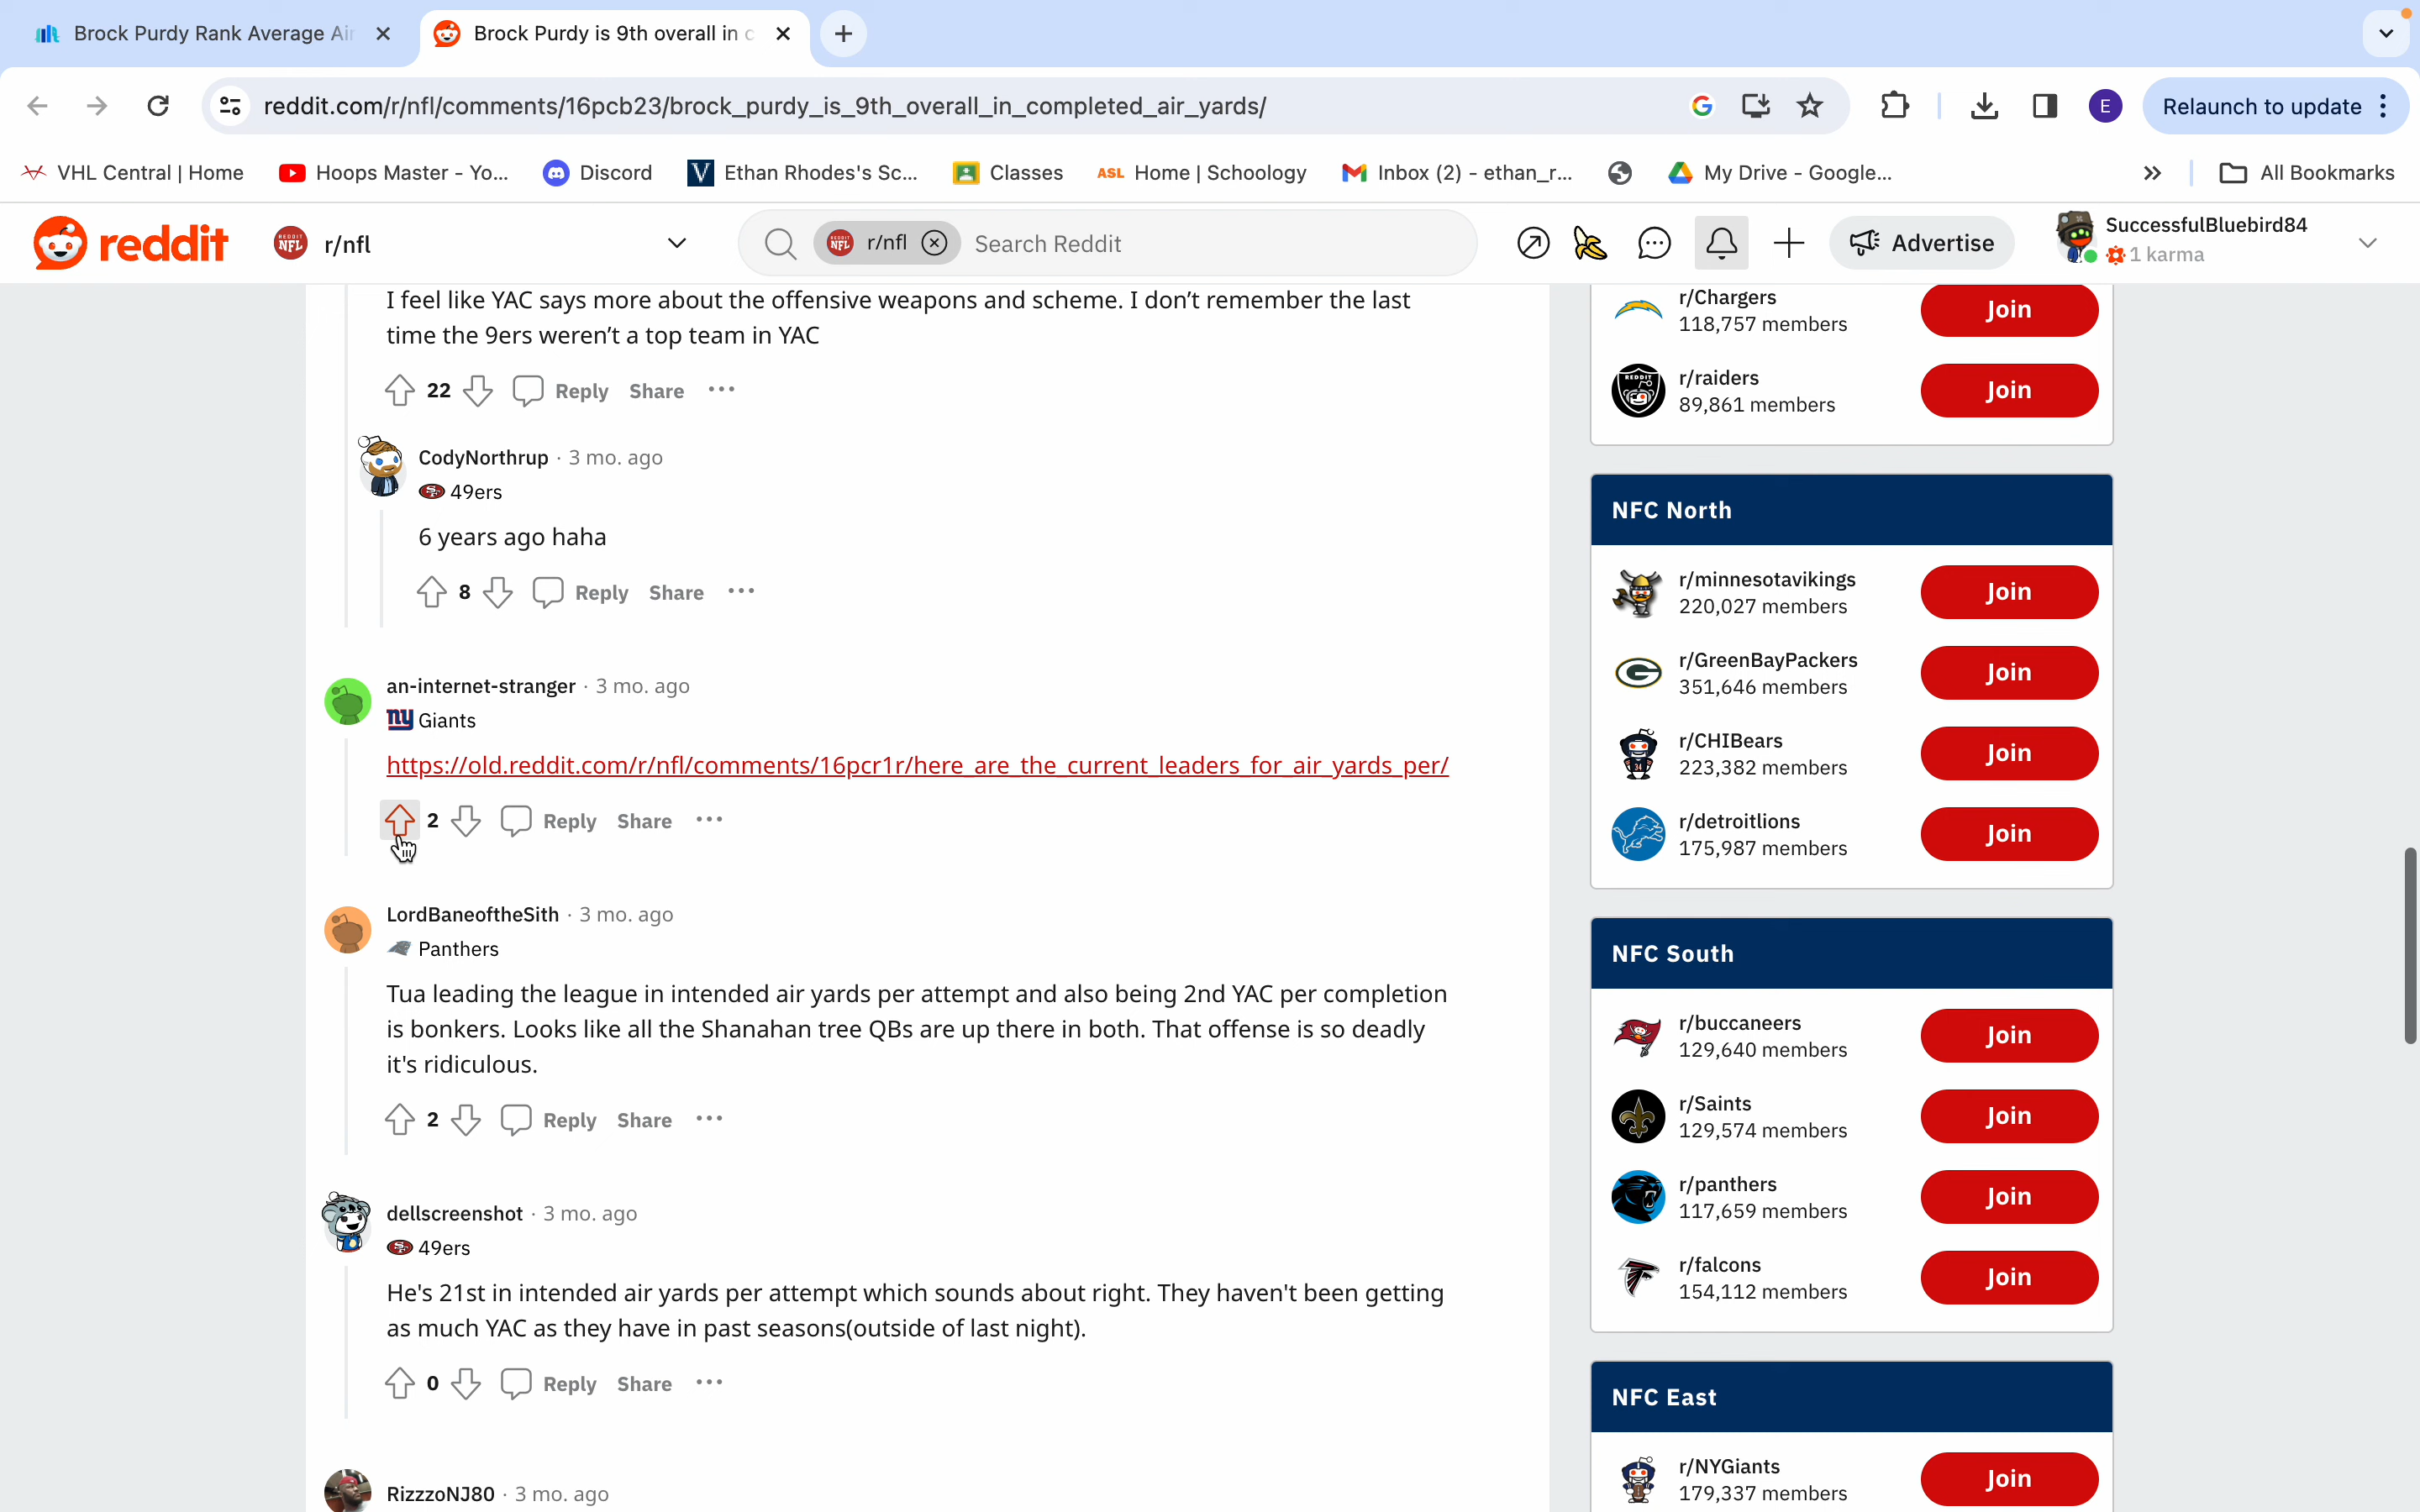 Brock Purdy Rank Average Air
Brock Purdy is 9th overall in c
reddit.com/r/nfl/comments/16pcb23/brock_purdy_is_9th_overall_in_completed_air_yards/
E
Relaunch to update
VHL Central | Home
Hoops Master - Yo...
Discord
V
Ethan Rhodes's Sc...
Classes
ASL
Home | Schoology
Inbox (2) - ethan_r...
My Drive - Google...
All Bookmarks
reddit
r/nfl
r/nfl
Search Reddit
Advertise
SuccessfulBluebird84
1 karma
I feel like YAC says more about the offensive weapons and scheme. I don't remember the last
time the 9ers weren't a top team in YAC
22 Reply Share
CodyNorthrup · 3 mo. ago
49ers
6 years ago haha
8 Reply Share
an-internet-stranger · 3 mo. ago
Giants
https://old.reddit.com/r/nfl/comments/16pcr1r/here_are_the_current_leaders_for_air_yards_per/
2 Reply Share
LordBaneoftheSith · 3 mo. ago
Panthers
Tua leading the league in intended air yards per attempt and also being 2nd YAC per completion
is bonkers. Looks like all the Shanahan tree QBs are up there in both. That offense is so deadly
it's ridiculous.
2 Reply Share
dellscreenshot · 3 mo. ago
49ers
He's 21st in intended air yards per attempt which sounds about right. They haven't been getting
as much YAC as they have in past seasons(outside of last night).
0 Reply Share
RizzzoNJ80 · 3 mo. ago
r/Chargers
118,757 members
Join
r/raiders
89,861 members
Join
NFC North
r/minnesotavikings
220,027 members
Join
r/GreenBayPackers
351,646 members
Join
r/CHIBears
223,382 members
Join
r/detroitlions
175,987 members
Join
NFC South
r/buccaneers
129,640 members
Join
r/Saints
129,574 members
Join
r/panthers
117,659 members
Join
r/falcons
154,112 members
Join
NFC East
r/NYGiants
179,337 members
Join